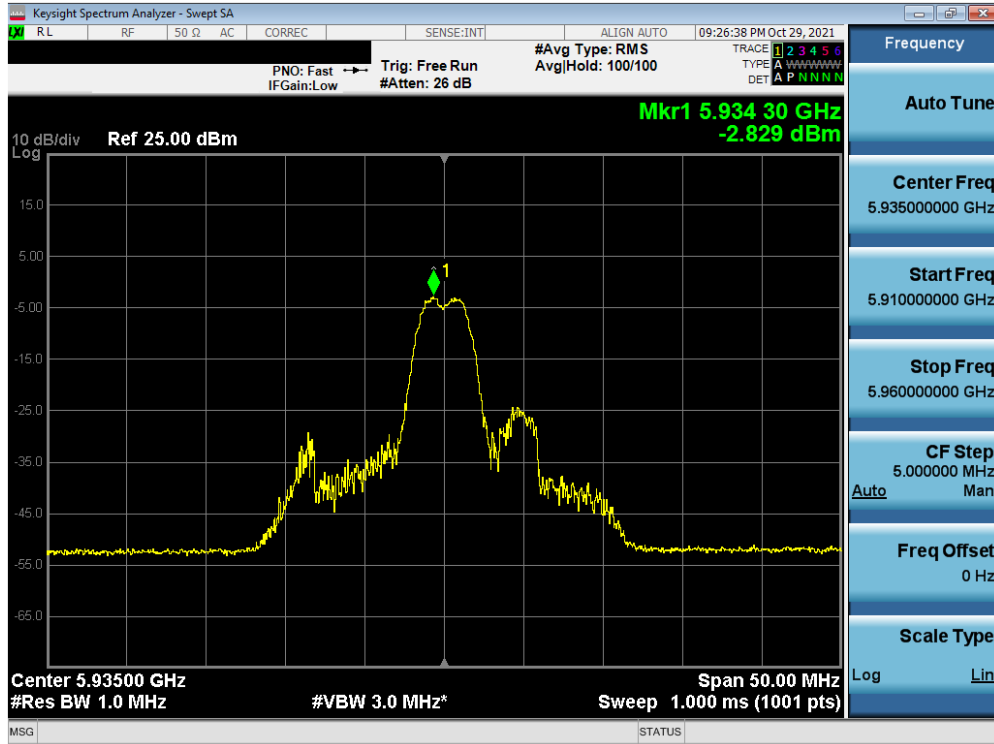 Keysight Spectrum Analyzer - Swept SA
LXI RL RF 50 Ω AC CORREC SENSE:INT ALIGN AUTO 09:26:38 PM Oct 29, 2021
PNO: Fast Trig: Free Run #Avg Type: RMS TRACE 1 2 3 4 5 6
IFGain:Low #Atten: 26 dB Avg|Hold: 100/100 TYPE A WWWWW
DET A P N N N N
Mkr1 5.934 30 GHz
-2.829 dBm
10 dB/div Ref 25.00 dBm
Log
15.0
5.00
1
-5.00
-15.0
-25.0
-35.0
-45.0
-55.0
-65.0
Center 5.93500 GHz Span 50.00 MHz
#Res BW 1.0 MHz #VBW 3.0 MHz* Sweep 1.000 ms (1001 pts)
MSG STATUS
Frequency
Auto Tune
Center Freq
5.935000000 GHz
Start Freq
5.910000000 GHz
Stop Freq
5.960000000 GHz
CF Step
5.000000 MHz
Auto Man
Freq Offset
0 Hz
Scale Type
Log Lin